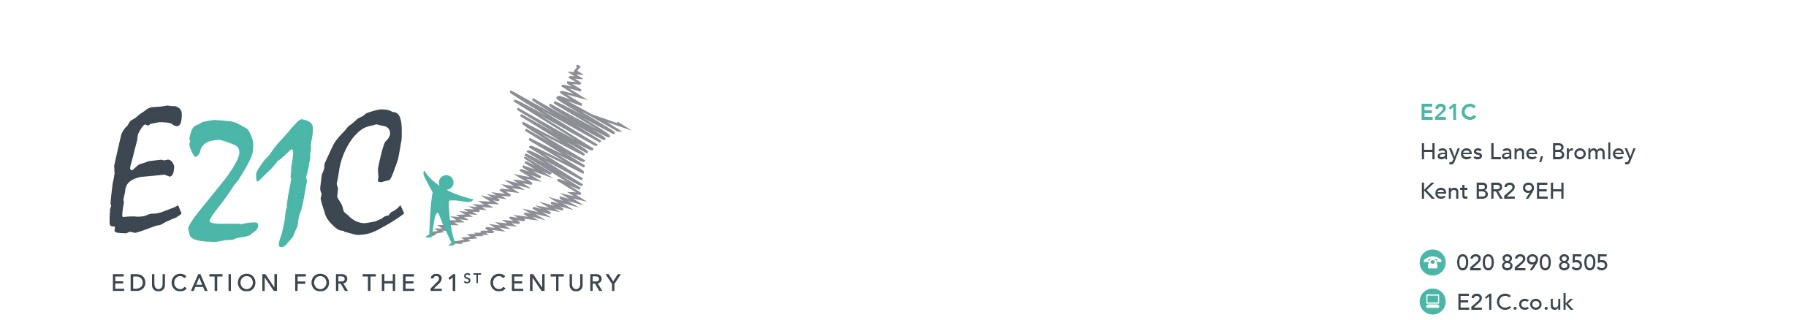 E21C
EDUCATION FOR THE 21ST CENTURY
E21C
Hayes Lane, Bromley
Kent BR2 9EH
020 8290 8505
E21C.co.uk